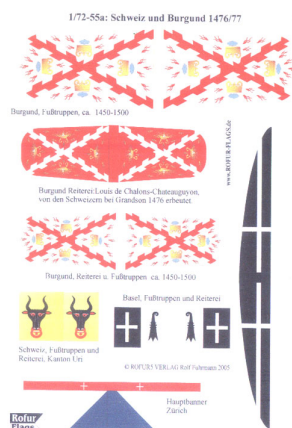 1/72-55a: Schweiz und Burgund 1476/77
Burgund, Fußtruppen, ca. 1450-1500
www.ROFUR-FLAGS.de
Burgund Reiterei:Louis de Chalons-Chateauguyon,
von den Schweizern bei Grandson 1476 erbeutet
Burgund, Reiterei u. Fußtruppen ca. 1450-1500
Basel, Fußtruppen und Reiterei
Schweiz, Fußtruppen und
Reiterei, Kanton Uri
© ROFUR5 VERLAG Rolf Fuhrmann 2005
Hauptbanner
Zürich
Rofur
Flags